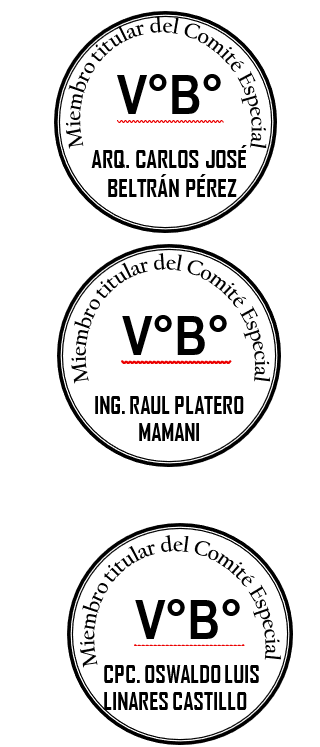 Miembro titular del Comité Especial
V°B°
ARQ. CARLOS JOSÉ
BELTRÁN PÉREZ
Miembro titular del Comité Especial
V°B°
ING. RAUL PLATERO
MAMANI
Miembro titular del Comité Especial
V°B°
CPC. OSWALDO LUIS
LINARES CASTILLO